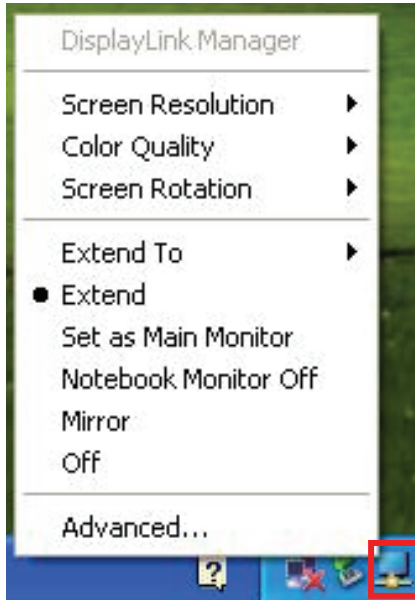 DisplayLink Manager
Screen Resolution
Color Quality
Screen Rotation
Extend To
Extend
Set as Main Monitor
Notebook Monitor Off
Mirror
Off
Advanced...
?